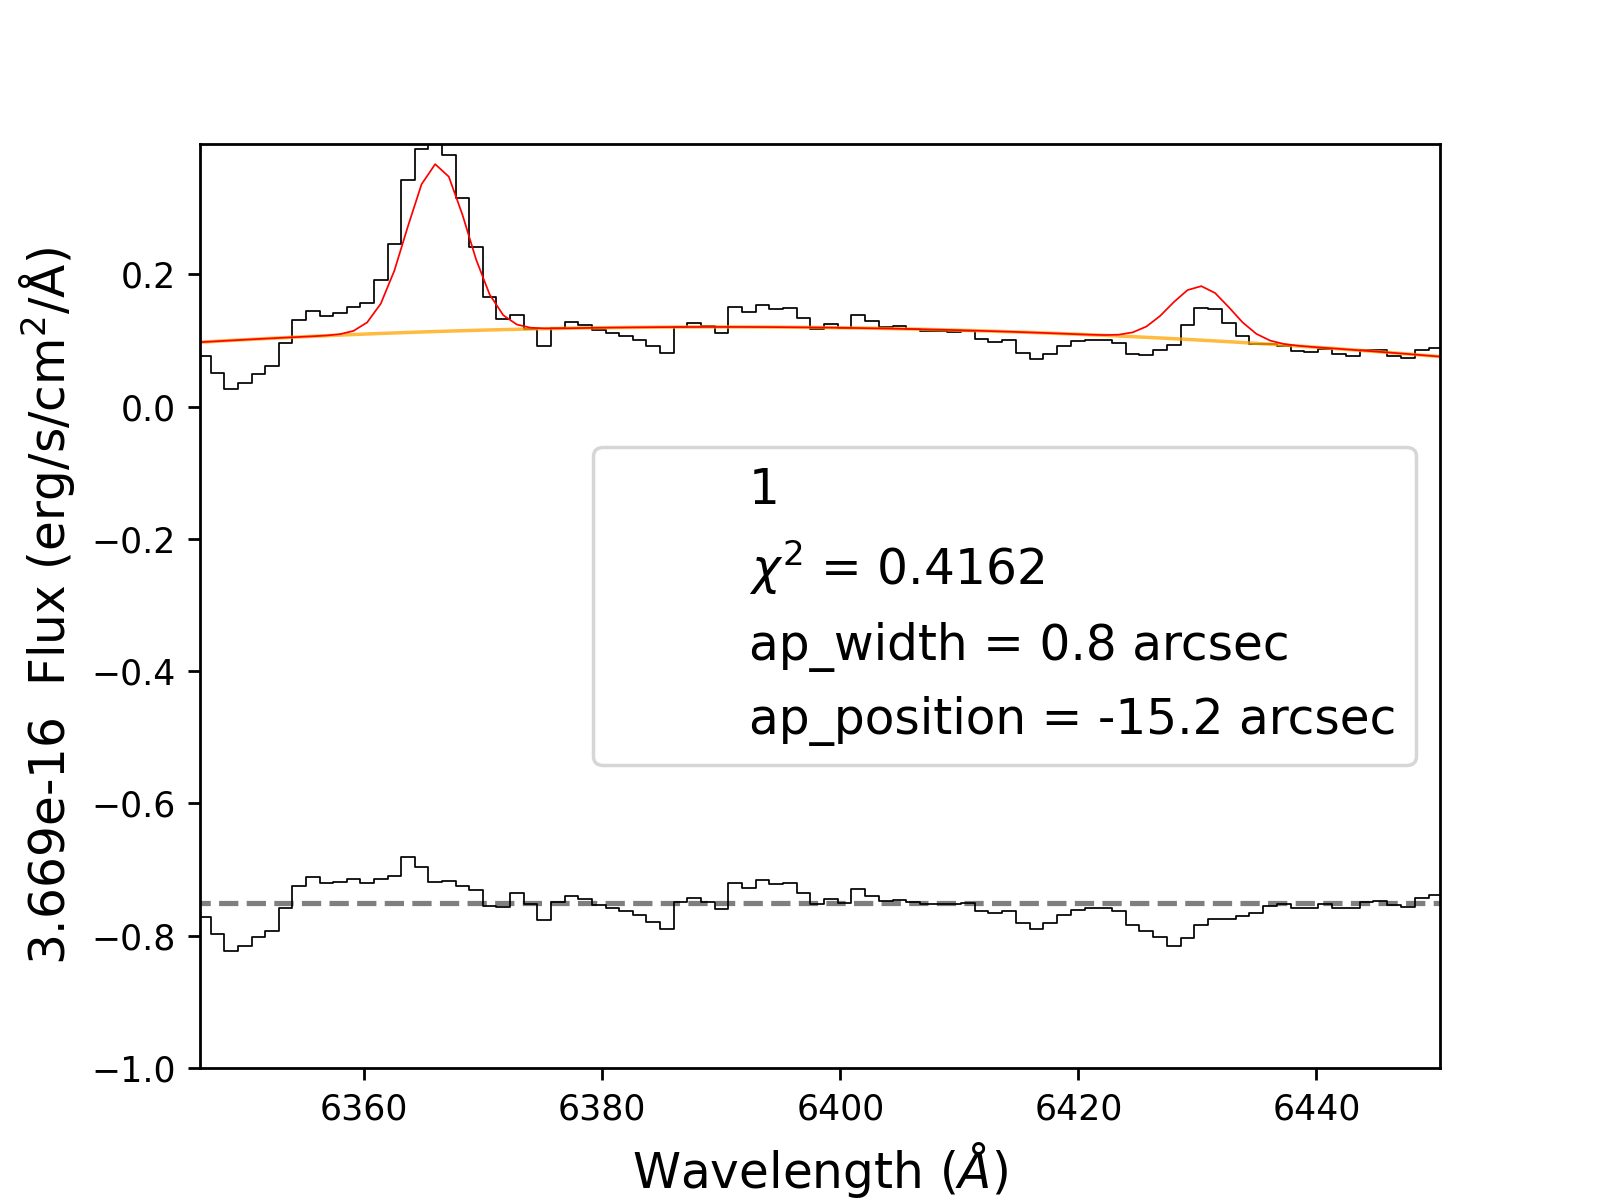 3.669e-16 Flux (erg/s/cm²/Å)
0.2
0.0
−0.2
−0.4
−0.6
−0.8
−1.0
1
χ² = 0.4162
ap_width = 0.8 arcsec
ap_position = -15.2 arcsec
6360 6380 6400 6420 6440
Wavelength (Å)